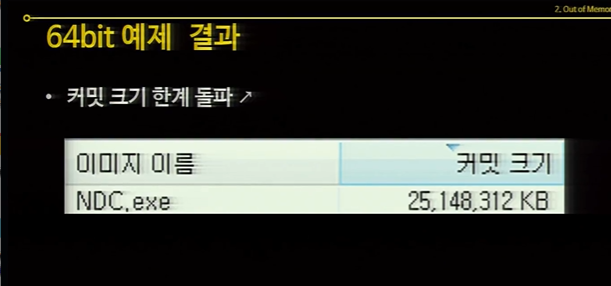 2. Out of Memor
64bit 예제 결과
• 커밋 크기 한계 돌파 ↗
이미지 이름 커밋 크기
NDC.exe 25,148,312 KB